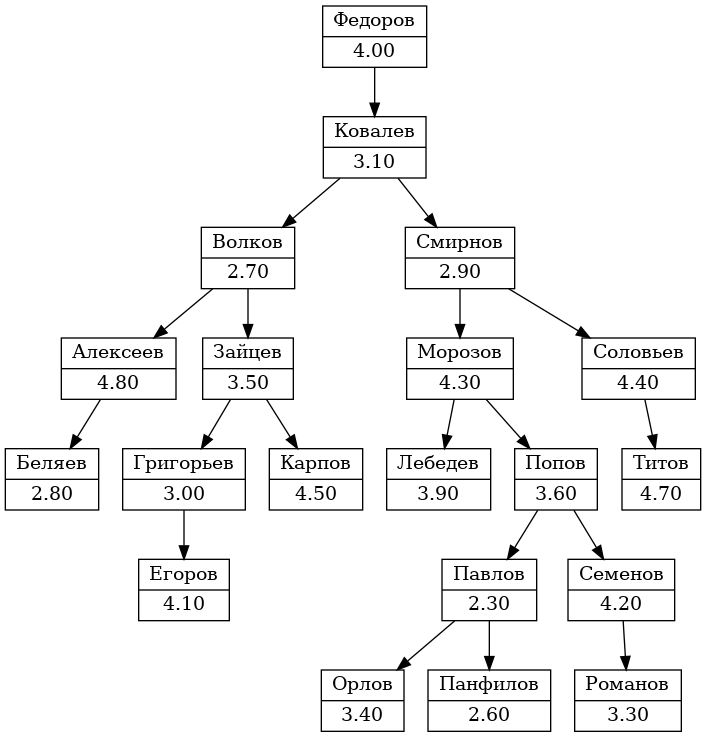 Федоров
4.00
Ковалев
3.10
Волков
2.70
Смирнов
2.90
Алексеев
4.80
Зайцев
3.50
Морозов
4.30
Соловьев
4.40
Беляев
2.80
Григорьев
3.00
Карпов
4.50
Лебедев
3.90
Попов
3.60
Титов
4.70
Егоров
4.10
Павлов
2.30
Семенов
4.20
Орлов
3.40
Панфилов
2.60
Романов
3.30